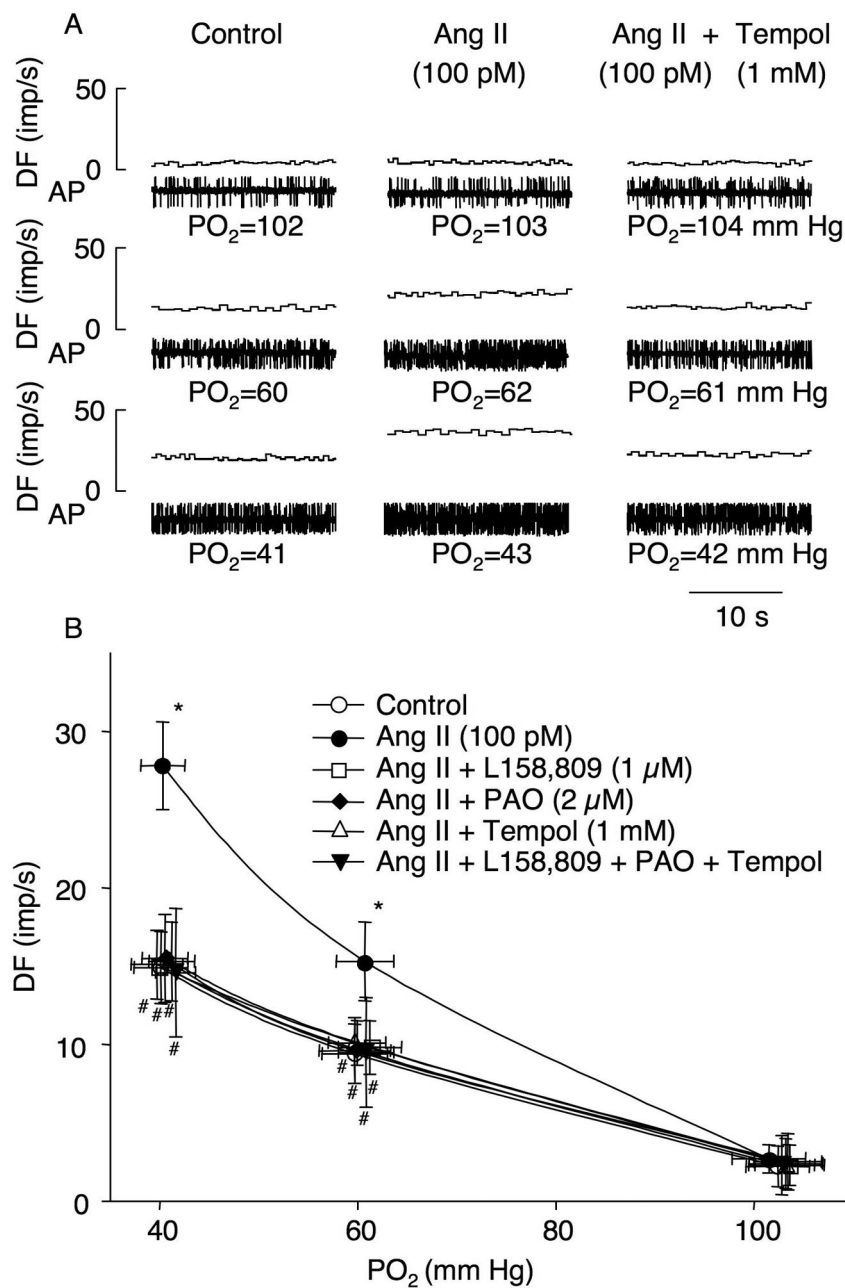 A
Control
Ang II
(100 pM)
Ang II + Tempol
(100 pM) (1 mM)
DF (imp/s)
50
0
AP
PO₂=102
PO₂=103
PO₂=104 mm Hg
DF (imp/s)
50
0
AP
PO₂=60
PO₂=62
PO₂=61 mm Hg
DF (imp/s)
50
0
AP
PO₂=41
PO₂=43
PO₂=42 mm Hg
10 s
B
Control
Ang II (100 pM)
Ang II + L158,809 (1 µM)
Ang II + PAO (2 µM)
Ang II + Tempol (1 mM)
Ang II + L158,809 + PAO + Tempol
DF (imp/s)
30
20
10
0
*
*
# # #
#
#
# #
#
40
60
80
100
PO₂ (mm Hg)